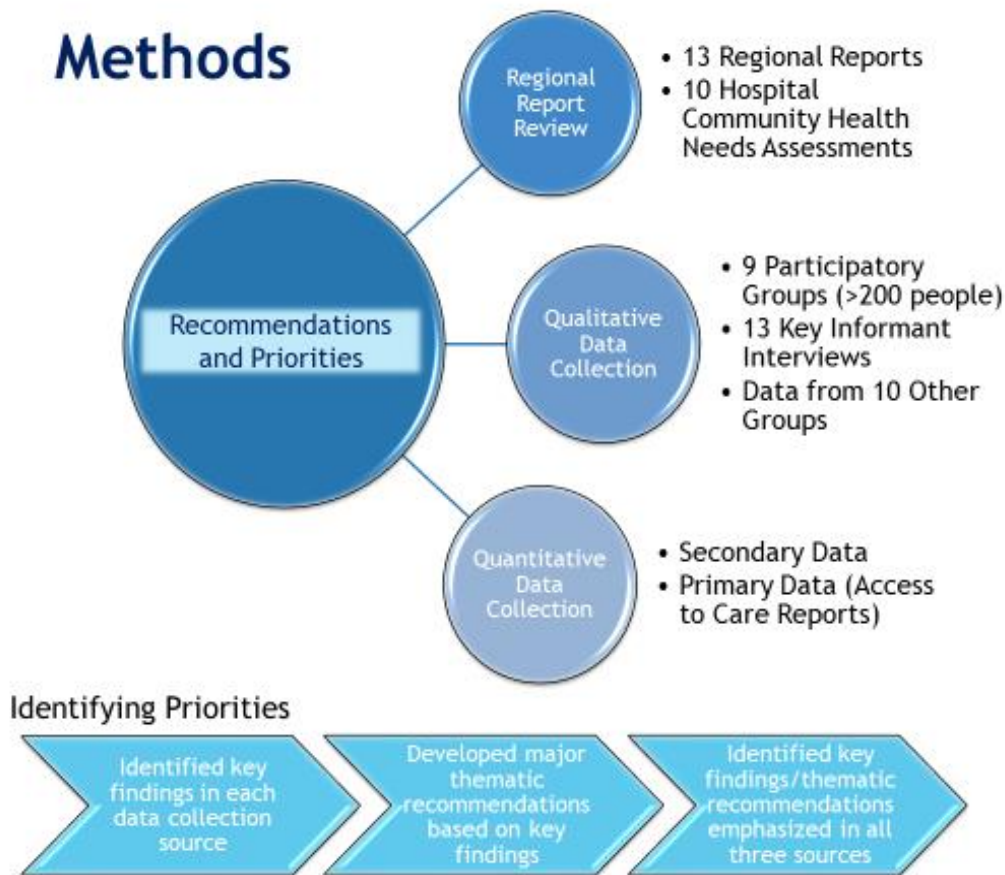 Methods
Regional
Report
Review
• 13 Regional Reports
• 10 Hospital
Community Health
Needs Assessments
Recommendations
and Priorities
Qualitative
Data
Collection
• 9 Participatory
Groups (>200 people)
• 13 Key Informant
Interviews
• Data from 10 Other
Groups
Quantitative
Data
Collection
• Secondary Data
• Primary Data (Access
to Care Reports)
Identifying Priorities
Identified key
findings in each
data collection
source
Developed major
thematic
recommendations
based on key
findings
Identified key
findings/thematic
recommendations
emphasized in all
three sources